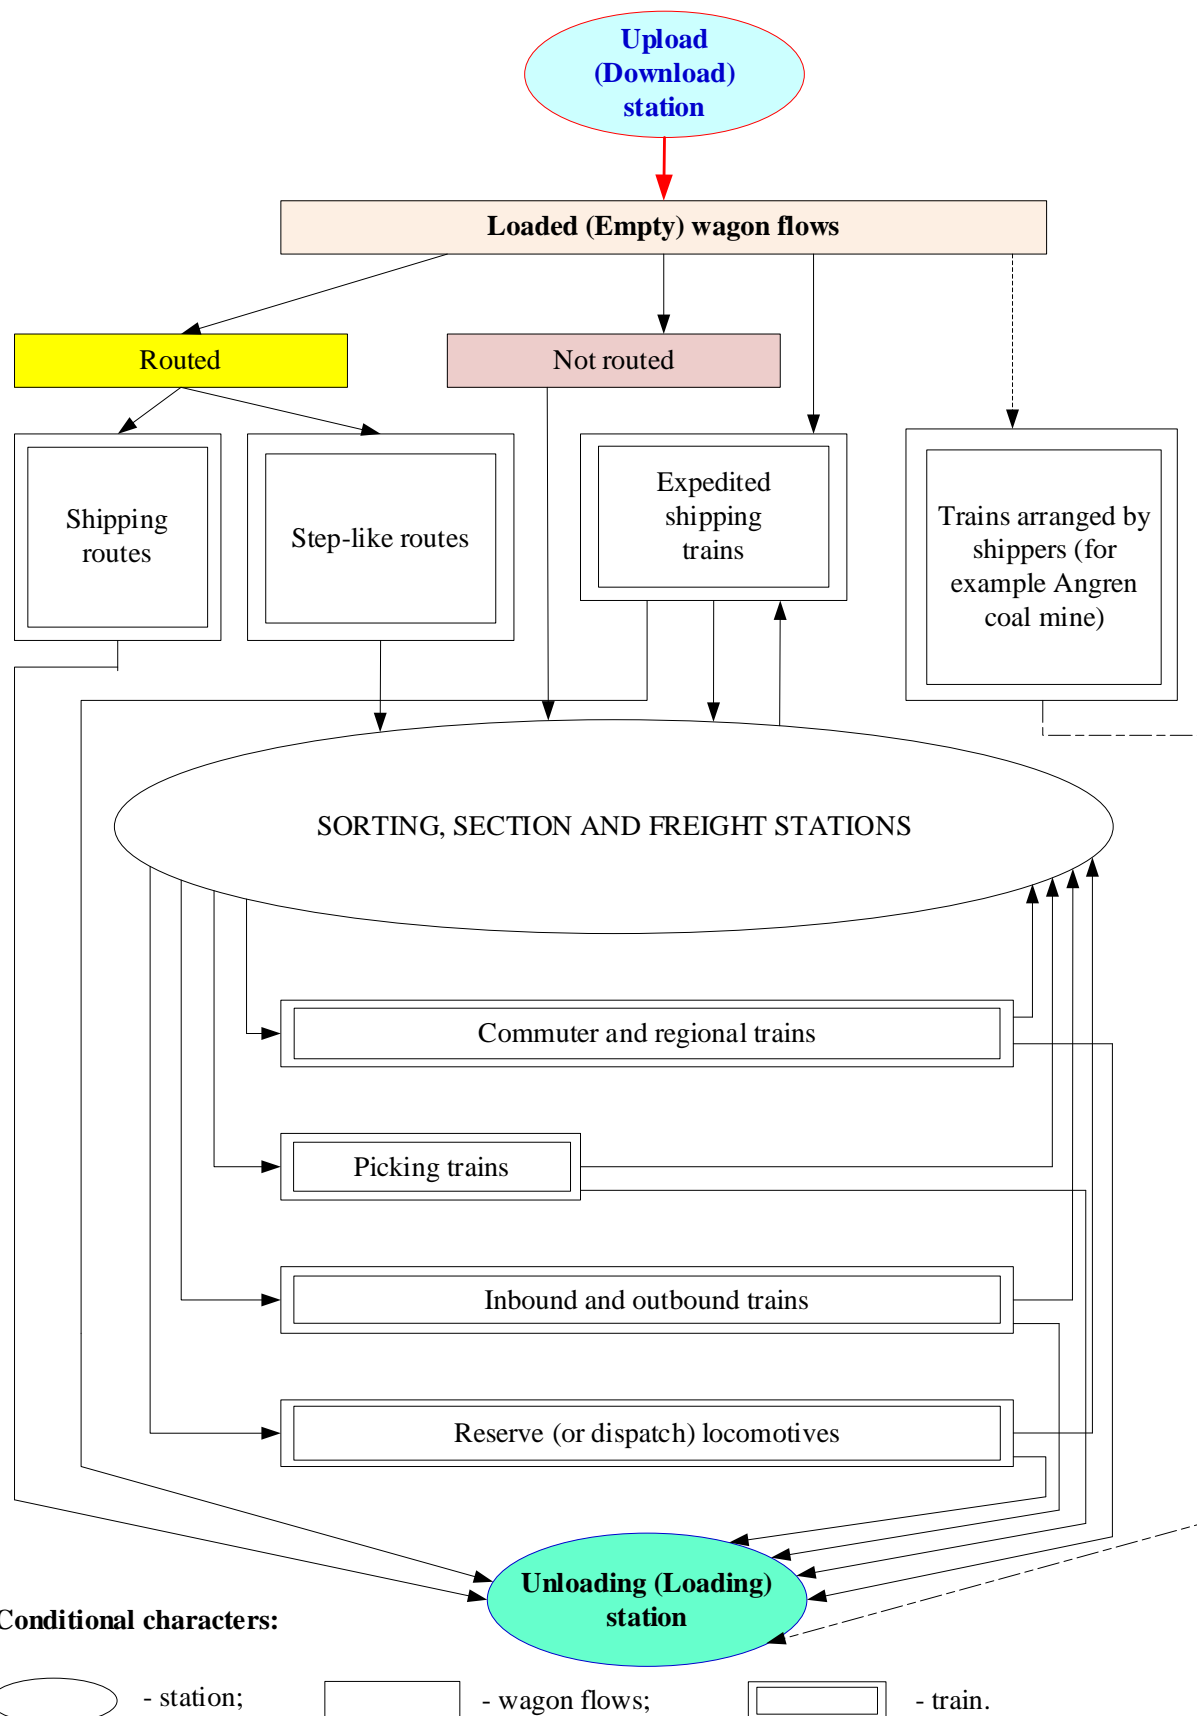 Upload
(Download)
station
Loaded (Empty) wagon flows
Routed
Not routed
Shipping
routes
Step-like routes
Expedited
shipping
trains
Trains arranged by
shippers (for
example Angren
coal mine)
SORTING, SECTION AND FREIGHT STATIONS
Commuter and regional trains
Picking trains
Inbound and outbound trains
Reserve (or dispatch) locomotives
Unloading (Loading)
station
Conditional characters:
- station;
- wagon flows;
- train.